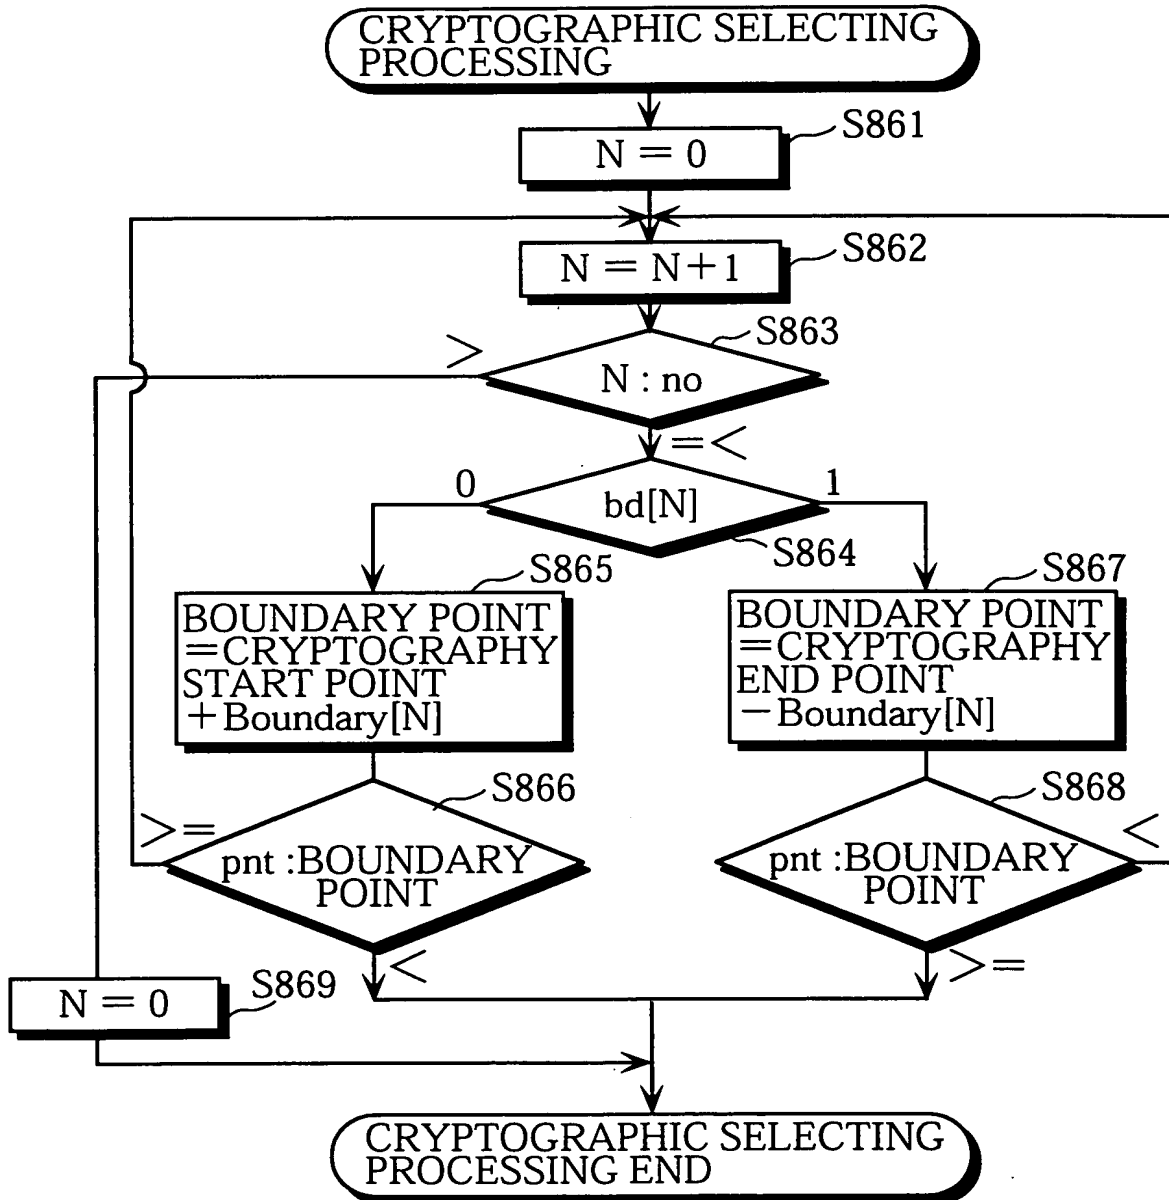 CRYPTOGRAPHIC SELECTING
PROCESSING
S861
N = 0
S862
N = N+1
S863
>
N : no
=<
0
bd[N]
1
S864
S865
BOUNDARY POINT
=CRYPTOGRAPHY
START POINT
+Boundary[N]
S867
BOUNDARY POINT
=CRYPTOGRAPHY
END POINT
−Boundary[N]
S866
>=
pnt :BOUNDARY
POINT
<
S868
<
pnt :BOUNDARY
POINT
>=
S869
N = 0
CRYPTOGRAPHIC SELECTING
PROCESSING END